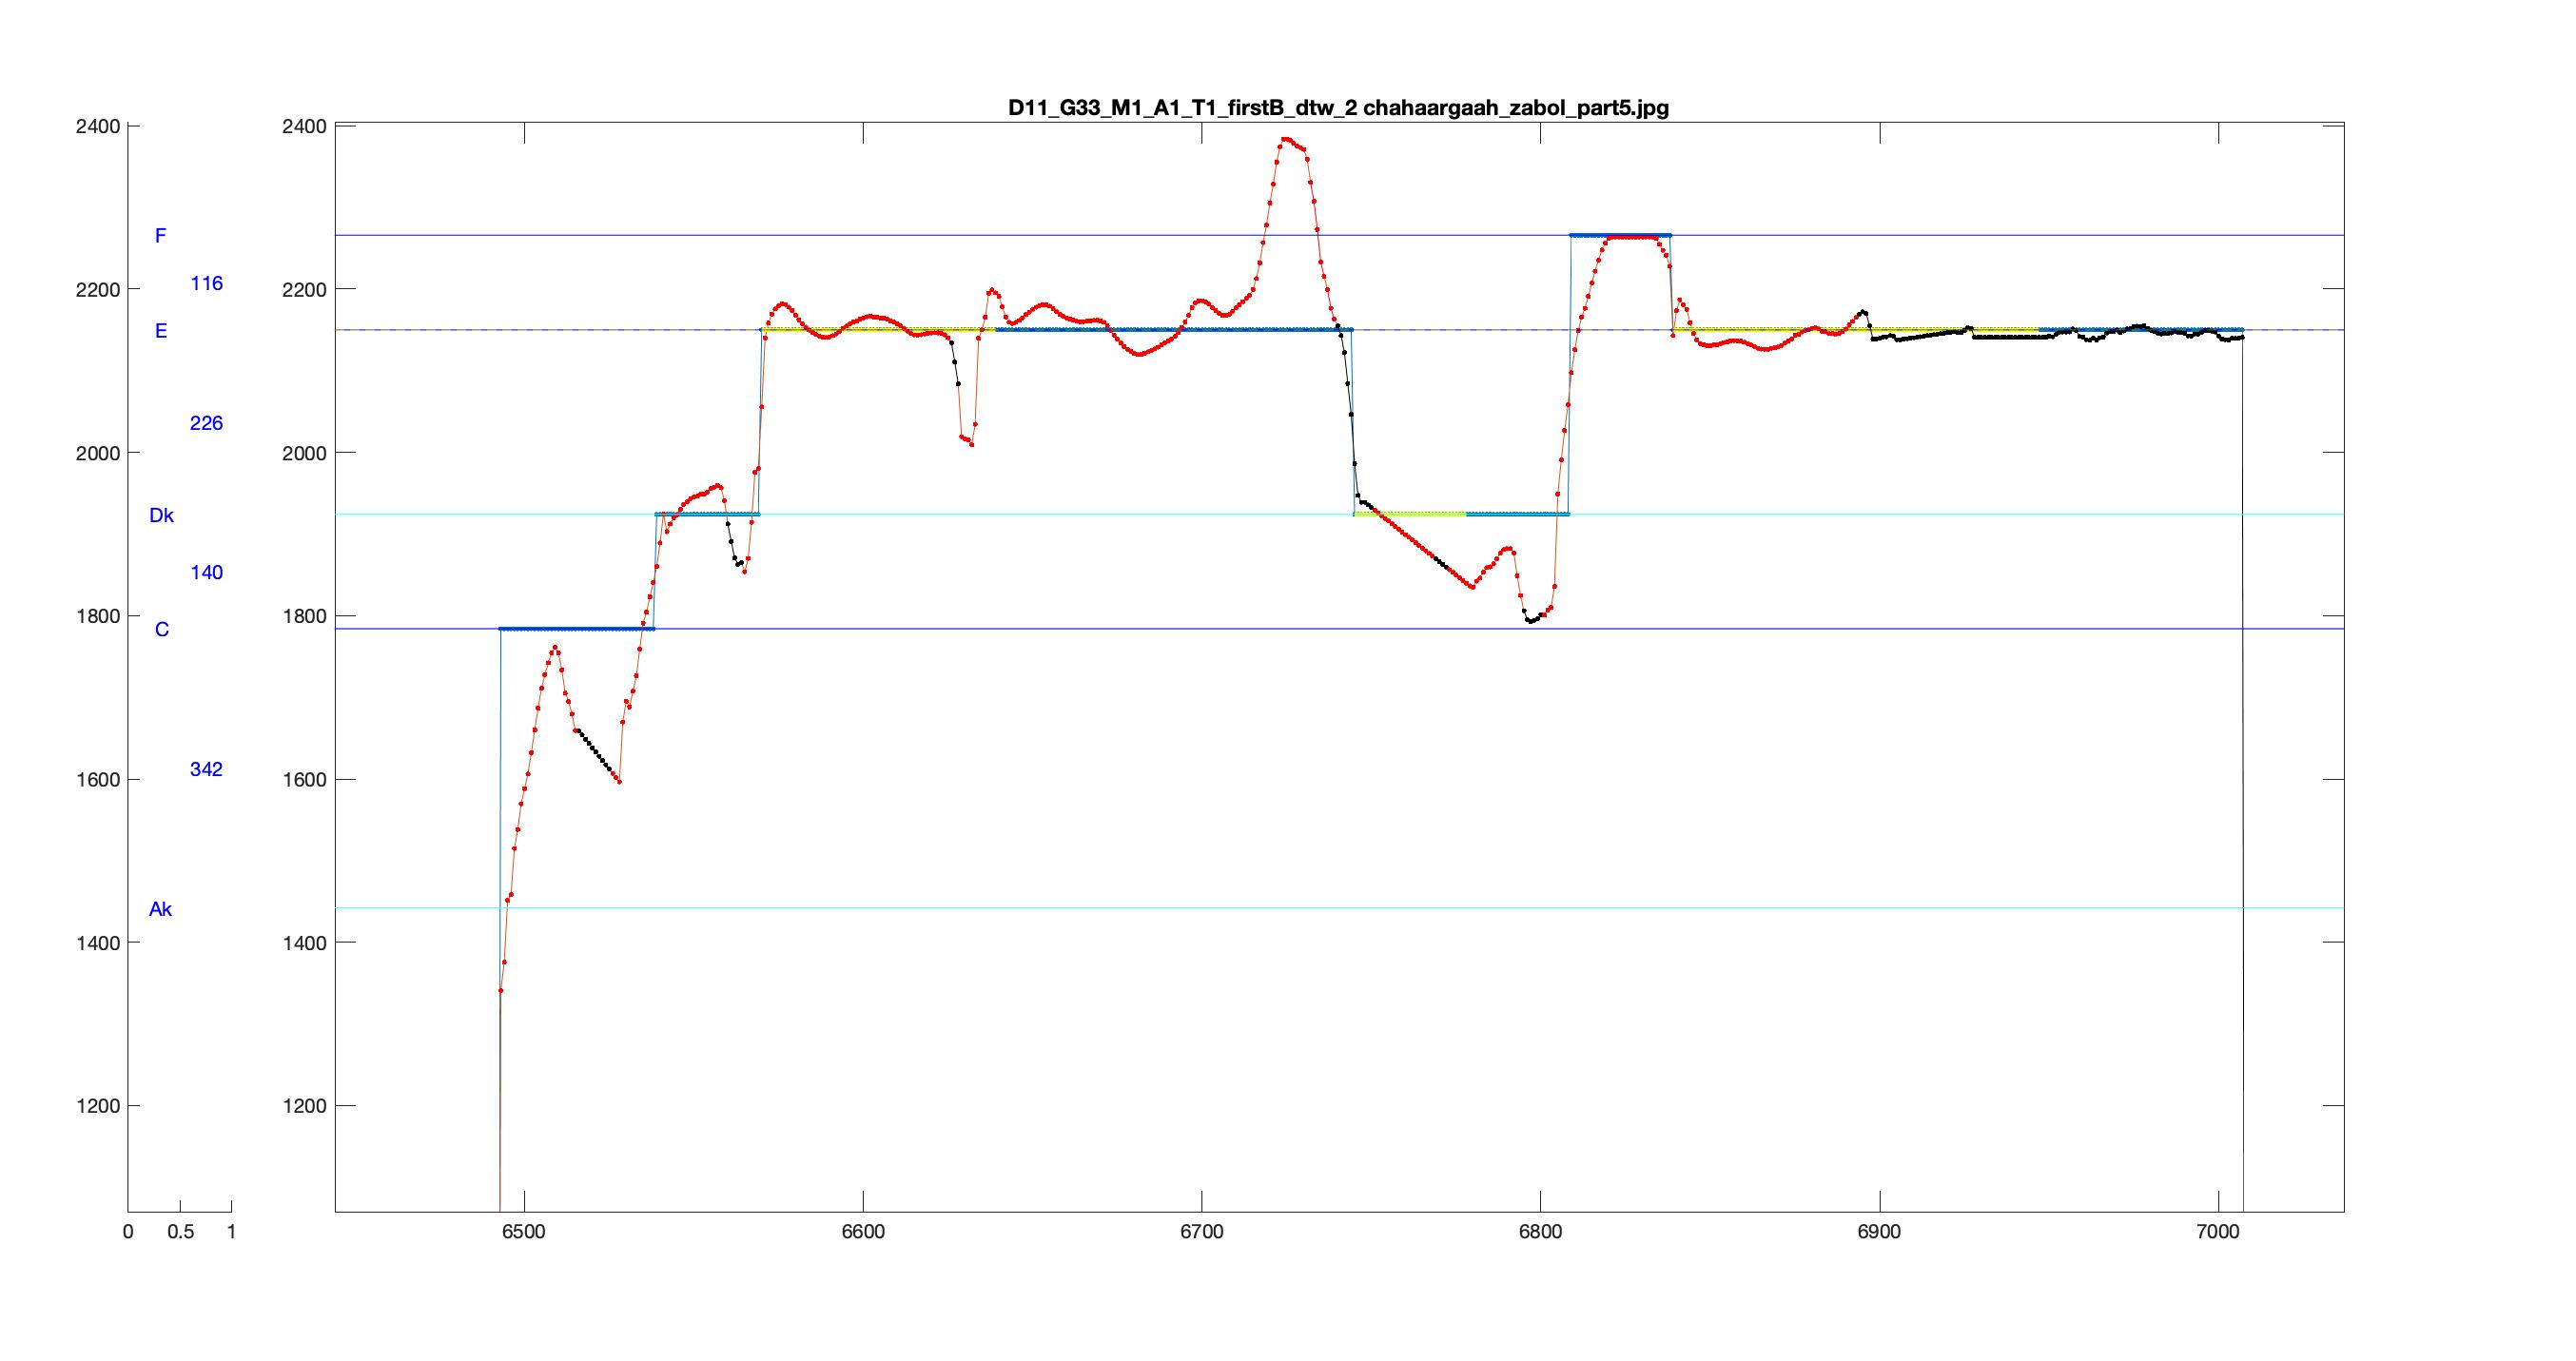 D11_G33_M1_A1_T1_firstB_dtw_2 chahaargaah_zabol_part5.jpg
2400 2400
F
116
2200 2200
E
226
2000 2000
Dk
140
1800 1800
C
342
1600 1600
Ak
1400 1400
1200 1200
0 0.5 1 6500 6600 6700 6800 6900 7000